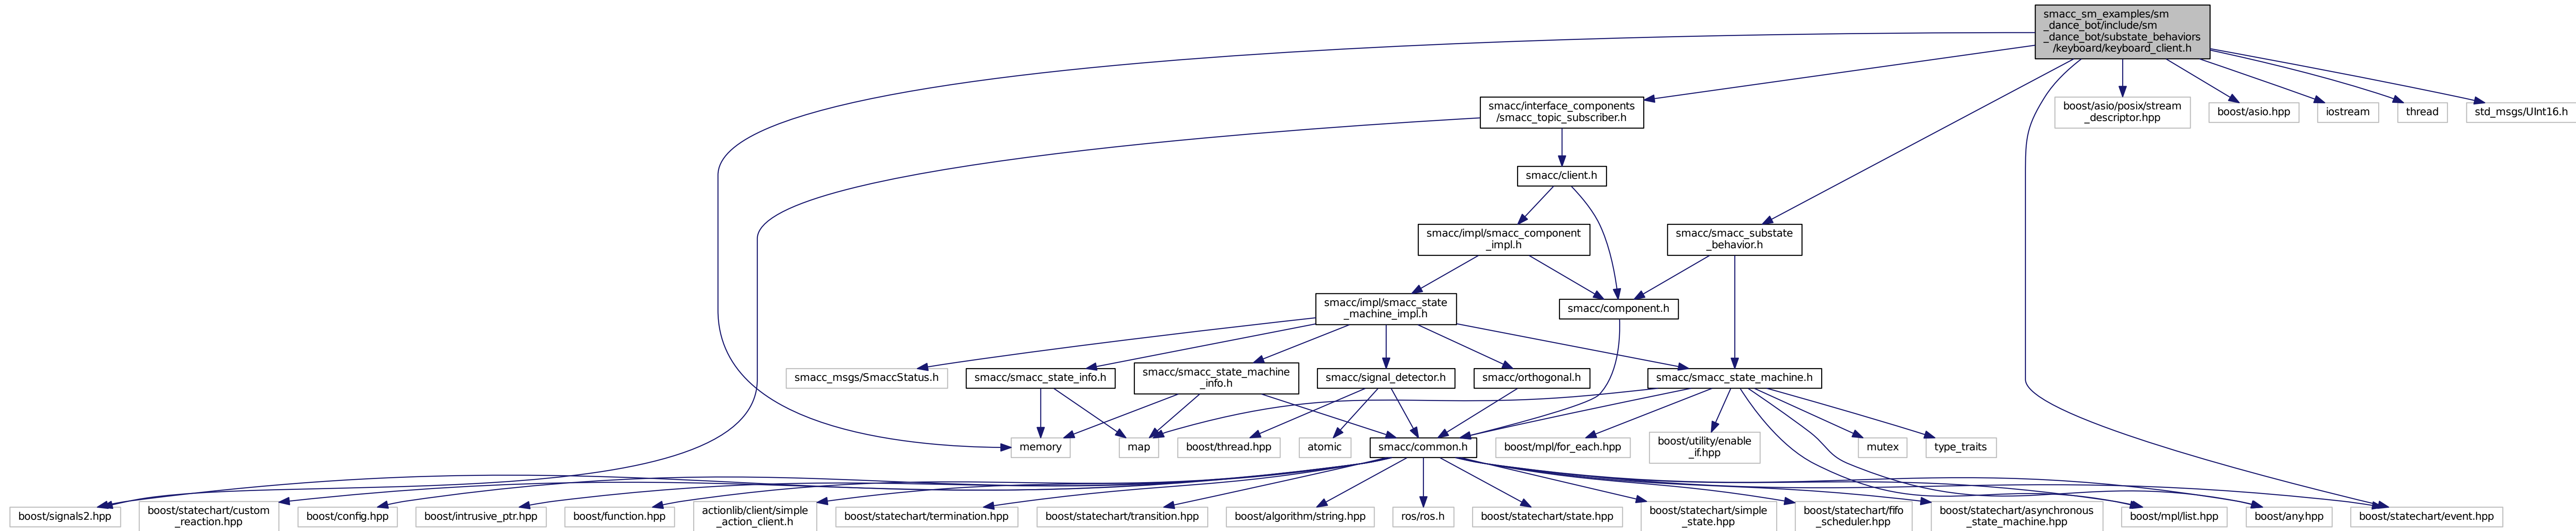 smacc_sm_examples/sm
_dance_bot/include/sm
_dance_bot/substate_behaviors
/keyboard/keyboard_client.h
smacc/interface_components
/smacc_topic_subscriber.h
boost/asio/posix/stream
_descriptor.hpp
boost/asio.hpp
iostream
thread
std_msgs/UInt16.h
smacc/client.h
smacc/impl/smacc_component
_impl.h
smacc/smacc_substate
_behavior.h
smacc/impl/smacc_state
_machine_impl.h
smacc/component.h
smacc_msgs/SmaccStatus.h
smacc/smacc_state_info.h
smacc/smacc_state_machine
_info.h
smacc/signal_detector.h
smacc/orthogonal.h
smacc/smacc_state_machine.h
memory
map
boost/thread.hpp
atomic
smacc/common.h
boost/mpl/for_each.hpp
boost/utility/enable
_if.hpp
mutex
type_traits
boost/signals2.hpp
boost/statechart/custom
_reaction.hpp
boost/config.hpp
boost/intrusive_ptr.hpp
boost/function.hpp
actionlib/client/simple
_action_client.h
boost/statechart/termination.hpp
boost/statechart/transition.hpp
boost/algorithm/string.hpp
ros/ros.h
boost/statechart/state.hpp
boost/statechart/simple
_state.hpp
boost/statechart/fifo
_scheduler.hpp
boost/statechart/asynchronous
_state_machine.hpp
boost/mpl/list.hpp
boost/any.hpp
boost/statechart/event.hpp